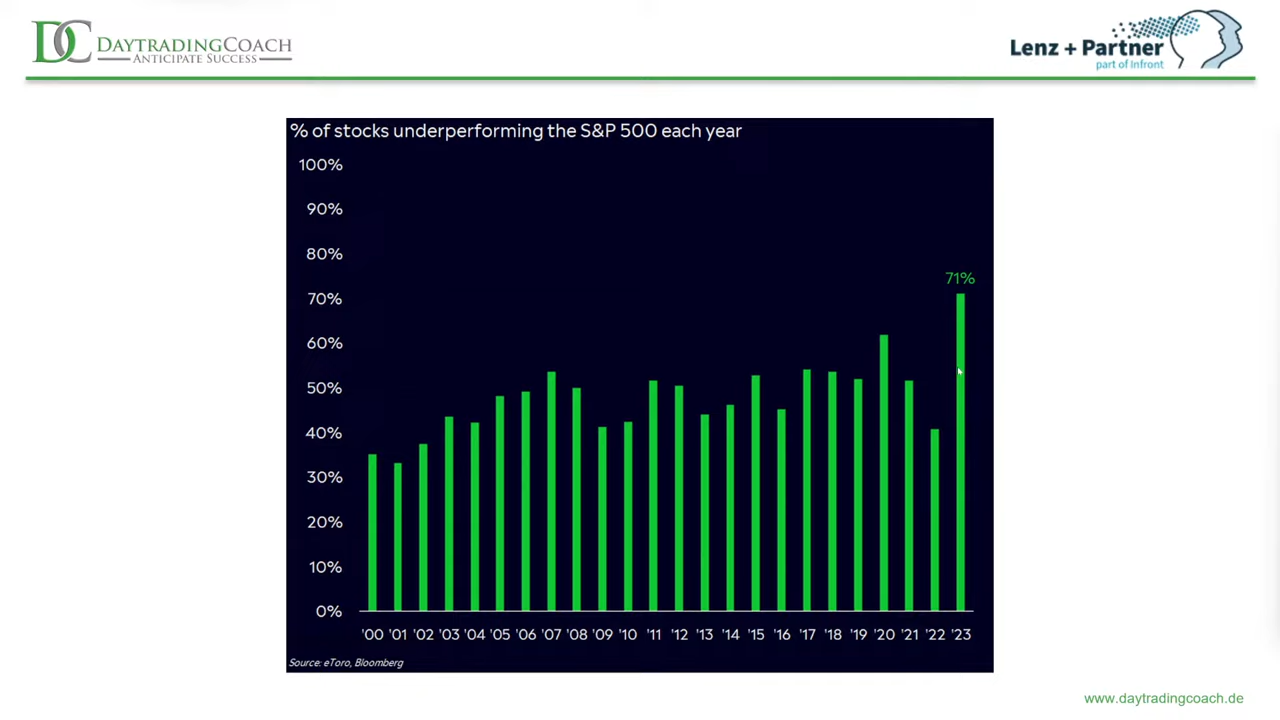 DC DAYTRADINGCOACH
ANTICIPATE SUCCESS
Lenz + Partner
part of Infront
% of stocks underperforming the S&P 500 each year
100%
90%
80%
71%
70%
60%
50%
40%
30%
20%
10%
0%
'00 '01 '02 '03 '04 '05 '06 '07 '08 '09 '10 '11 '12 '13 '14 '15 '16 '17 '18 '19 '20 '21 '22 '23
Source: eToro, Bloomberg
www.daytradingcoach.de